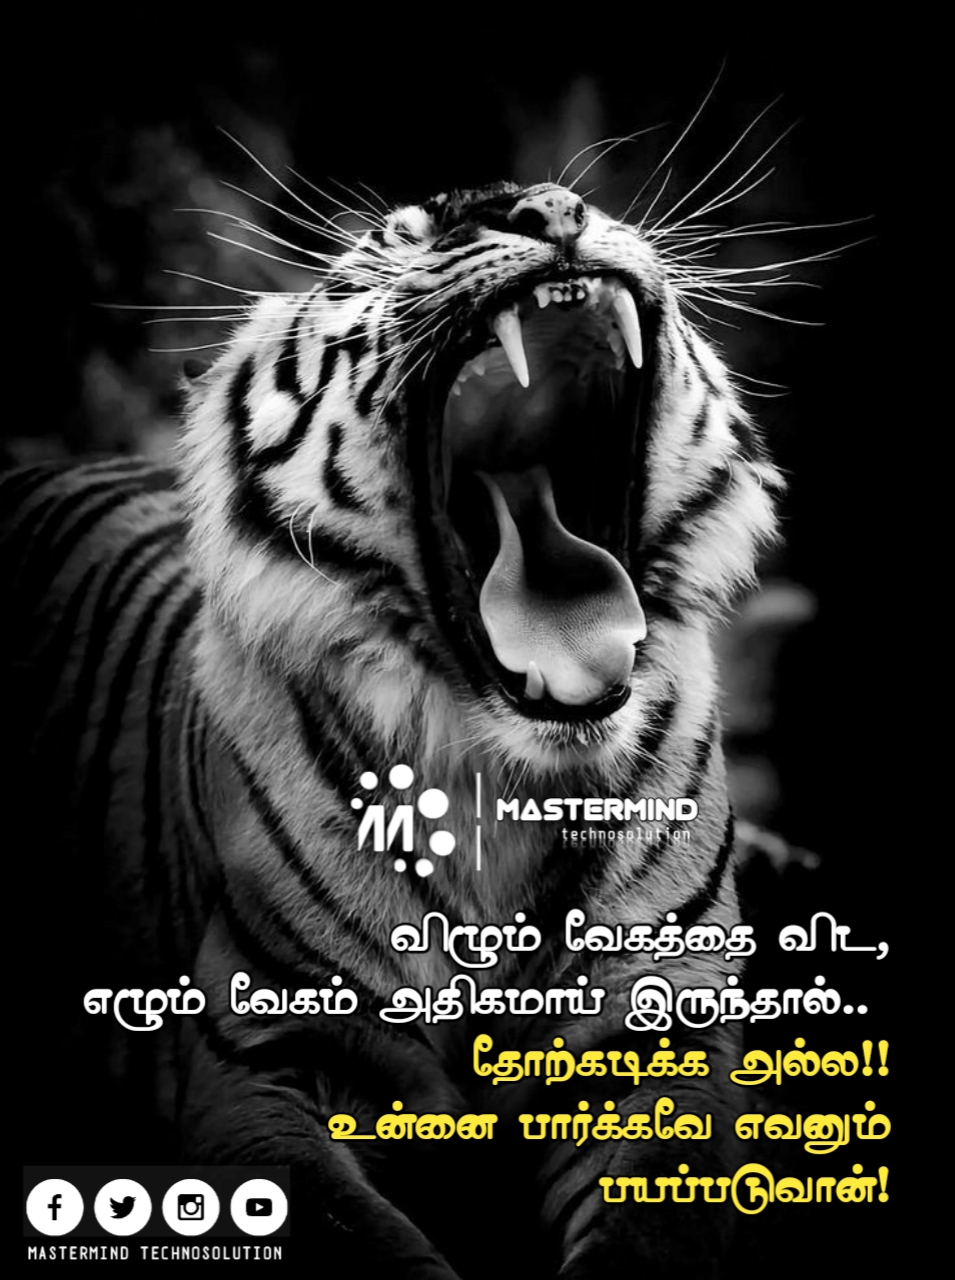 MASTERMIND
technosolution
விழும் வேகத்தை விட,
எழும் வேகம் அதிகமாய் இருந்தால்..
தோற்கடிக்க அல்ல!!
உன்னை பார்க்கவே எவனும்
பயப்படுவான்!
MASTERMIND TECHNOSOLUTION